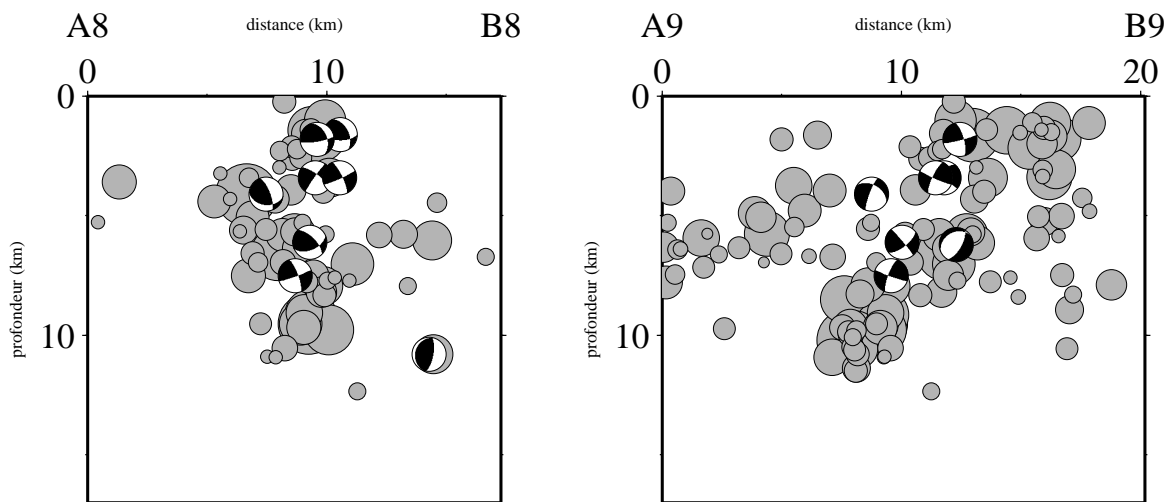 A8 distance (km) B8
0 10
0
10
profondeur (km)
A9 distance (km) B9
0 10 20
0
10
profondeur (km)